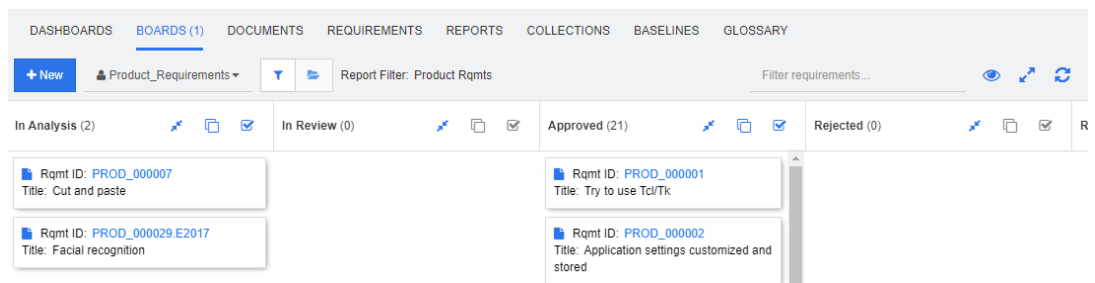 DASHBOARDS BOARDS (1) DOCUMENTS REQUIREMENTS REPORTS COLLECTIONS BASELINES GLOSSARY
+ New Product_Requirements Report Filter: Product Rqmts Filter requirements...
In Analysis (2) In Review (0) Approved (21) Rejected (0) R
Rqmt ID: PROD_000007
Title: Cut and paste
Rqmt ID: PROD_000029.E2017
Title: Facial recognition
Rqmt ID: PROD_000001
Title: Try to use Tcl/Tk
Rqmt ID: PROD_000002
Title: Application settings customized and
stored